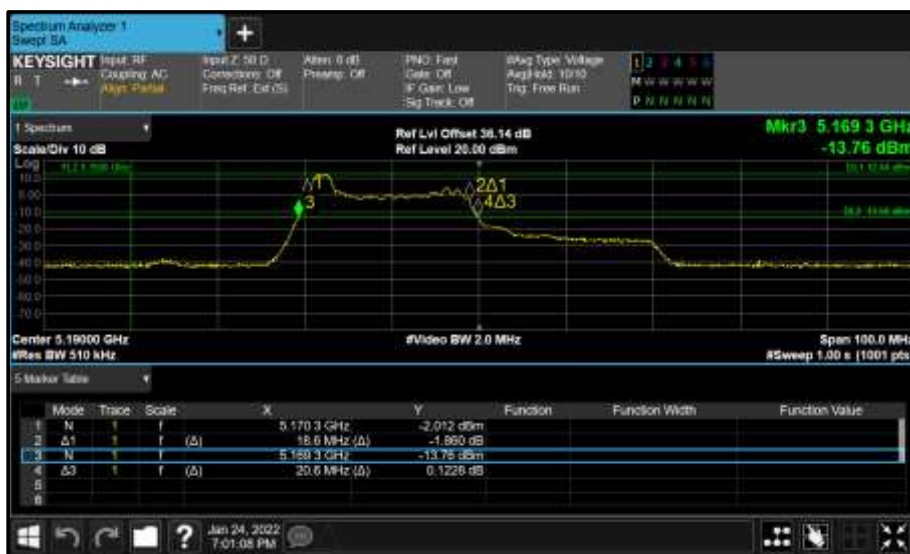 Spectrum Analyzer 1
Swept SA
KEYSIGHT
R T
Input: RF
Coupling: AC
Align: Partial
Input Z: 50 Ω
Corrections: Off
Freq Ref: Ext (S)
Atten: 6 dB
Preamp: Off
PNO: Fast
Gate: Off
IF Gain: Low
Sig Track: Off
#Avg Type: Voltage
Avg|Hold: 10/10
Trig: Free Run
1 2 3 4 5 6
M W W W W W
P N N N N N
1 Spectrum
Scale/Div 10 dB
Ref Lvl Offset 36.14 dB
Ref Level 20.00 dBm
Mkr3 5.169 3 GHz
-13.76 dBm
Log
10.0
0.00
-10.0
-20.0
-30.0
-40.0
-50.0
-60.0
-70.0
1
2Δ1
3
4Δ3
Center 5.19000 GHz
#Res BW 510 kHz
#Video BW 2.0 MHz
Span 100.0 MHz
#Sweep 1.00 s (1001 pts)
5 Marker Table
Mode Trace Scale X Y Function Function Width Function Value
1 N 1 f 5.170 3 GHz -2.012 dBm
2 Δ1 1 f (Δ) 18.6 MHz (Δ) -1.860 dB
3 N 1 f 5.169 3 GHz -13.76 dBm
4 Δ3 1 f (Δ) 20.6 MHz (Δ) 0.1226 dB
5
6
?
Jan 24, 2022
7:01:08 PM